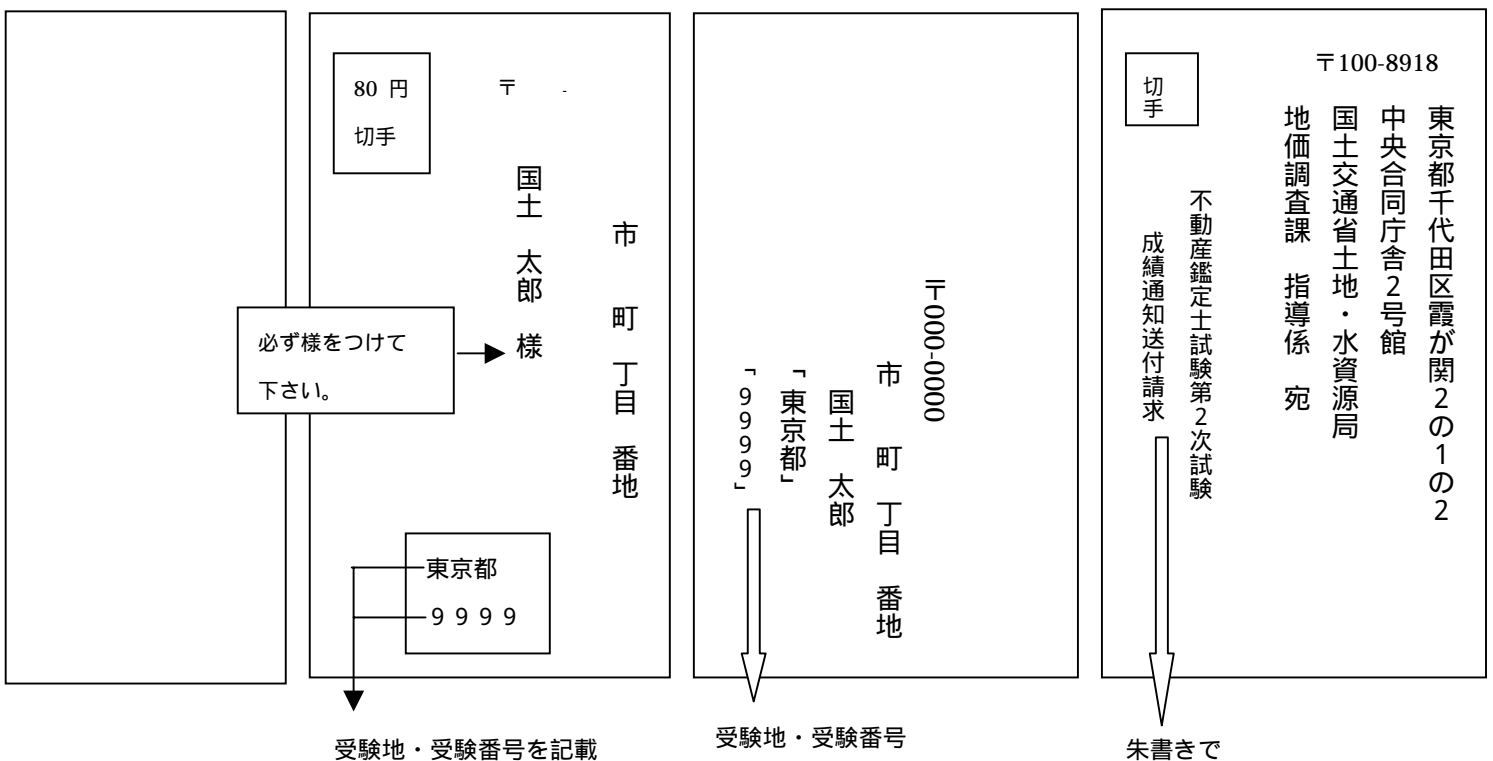 〒100-8918
東京都千代田区霞が関2の1の2
中央合同庁舎2号館
国土交通省土地・水資源局
地価調査課　指導係　宛
切手
不動産鑑定士試験第2次試験
成績通知送付請求
朱書きで
〒000-0000
市　町　丁目　番地
国土　太郎
「東京都」
「9999」
受験地・受験番号
80 円
切手
〒　-
市　町　丁目　番地
国土　太郎　様
必ず様をつけて
下さい。
東京都
9999
受験地・受験番号を記載